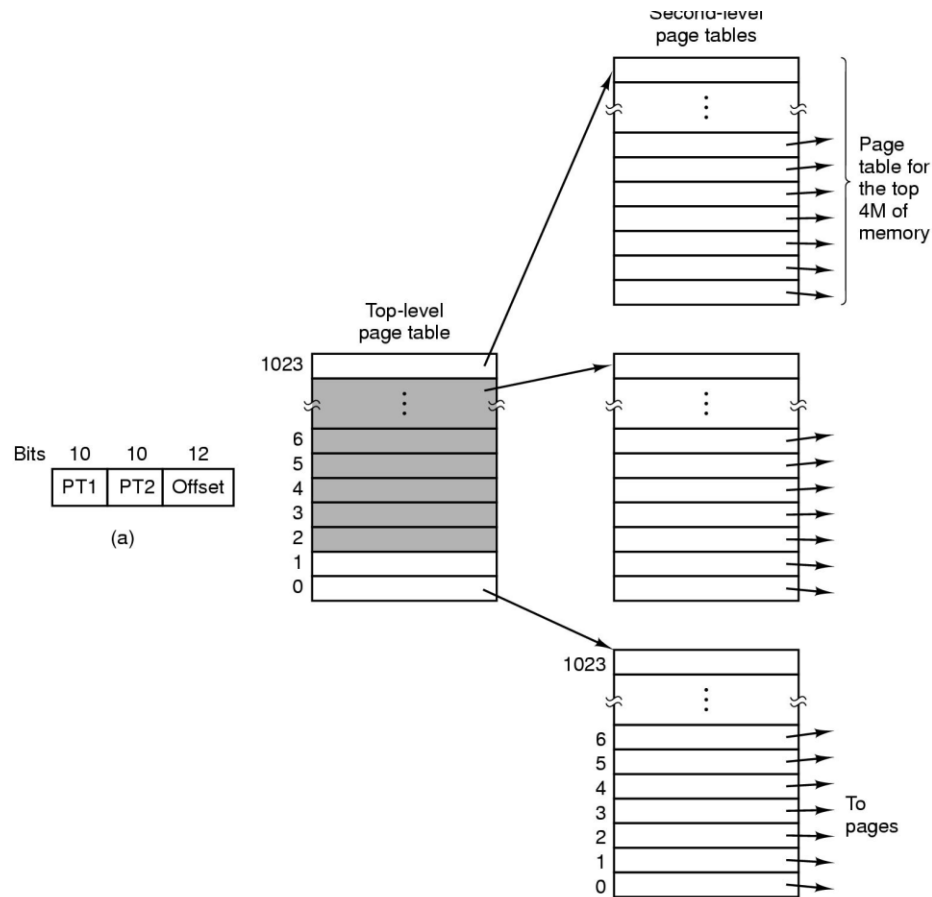 Second-level
page tables
Page
table for
the top
4M of
memory
Top-level
page table
1023
6
5
4
3
2
1
0
Bits 10 10 12
PT1 PT2 Offset
(a)
1023
6
5
4
3
2
1
0
To
pages